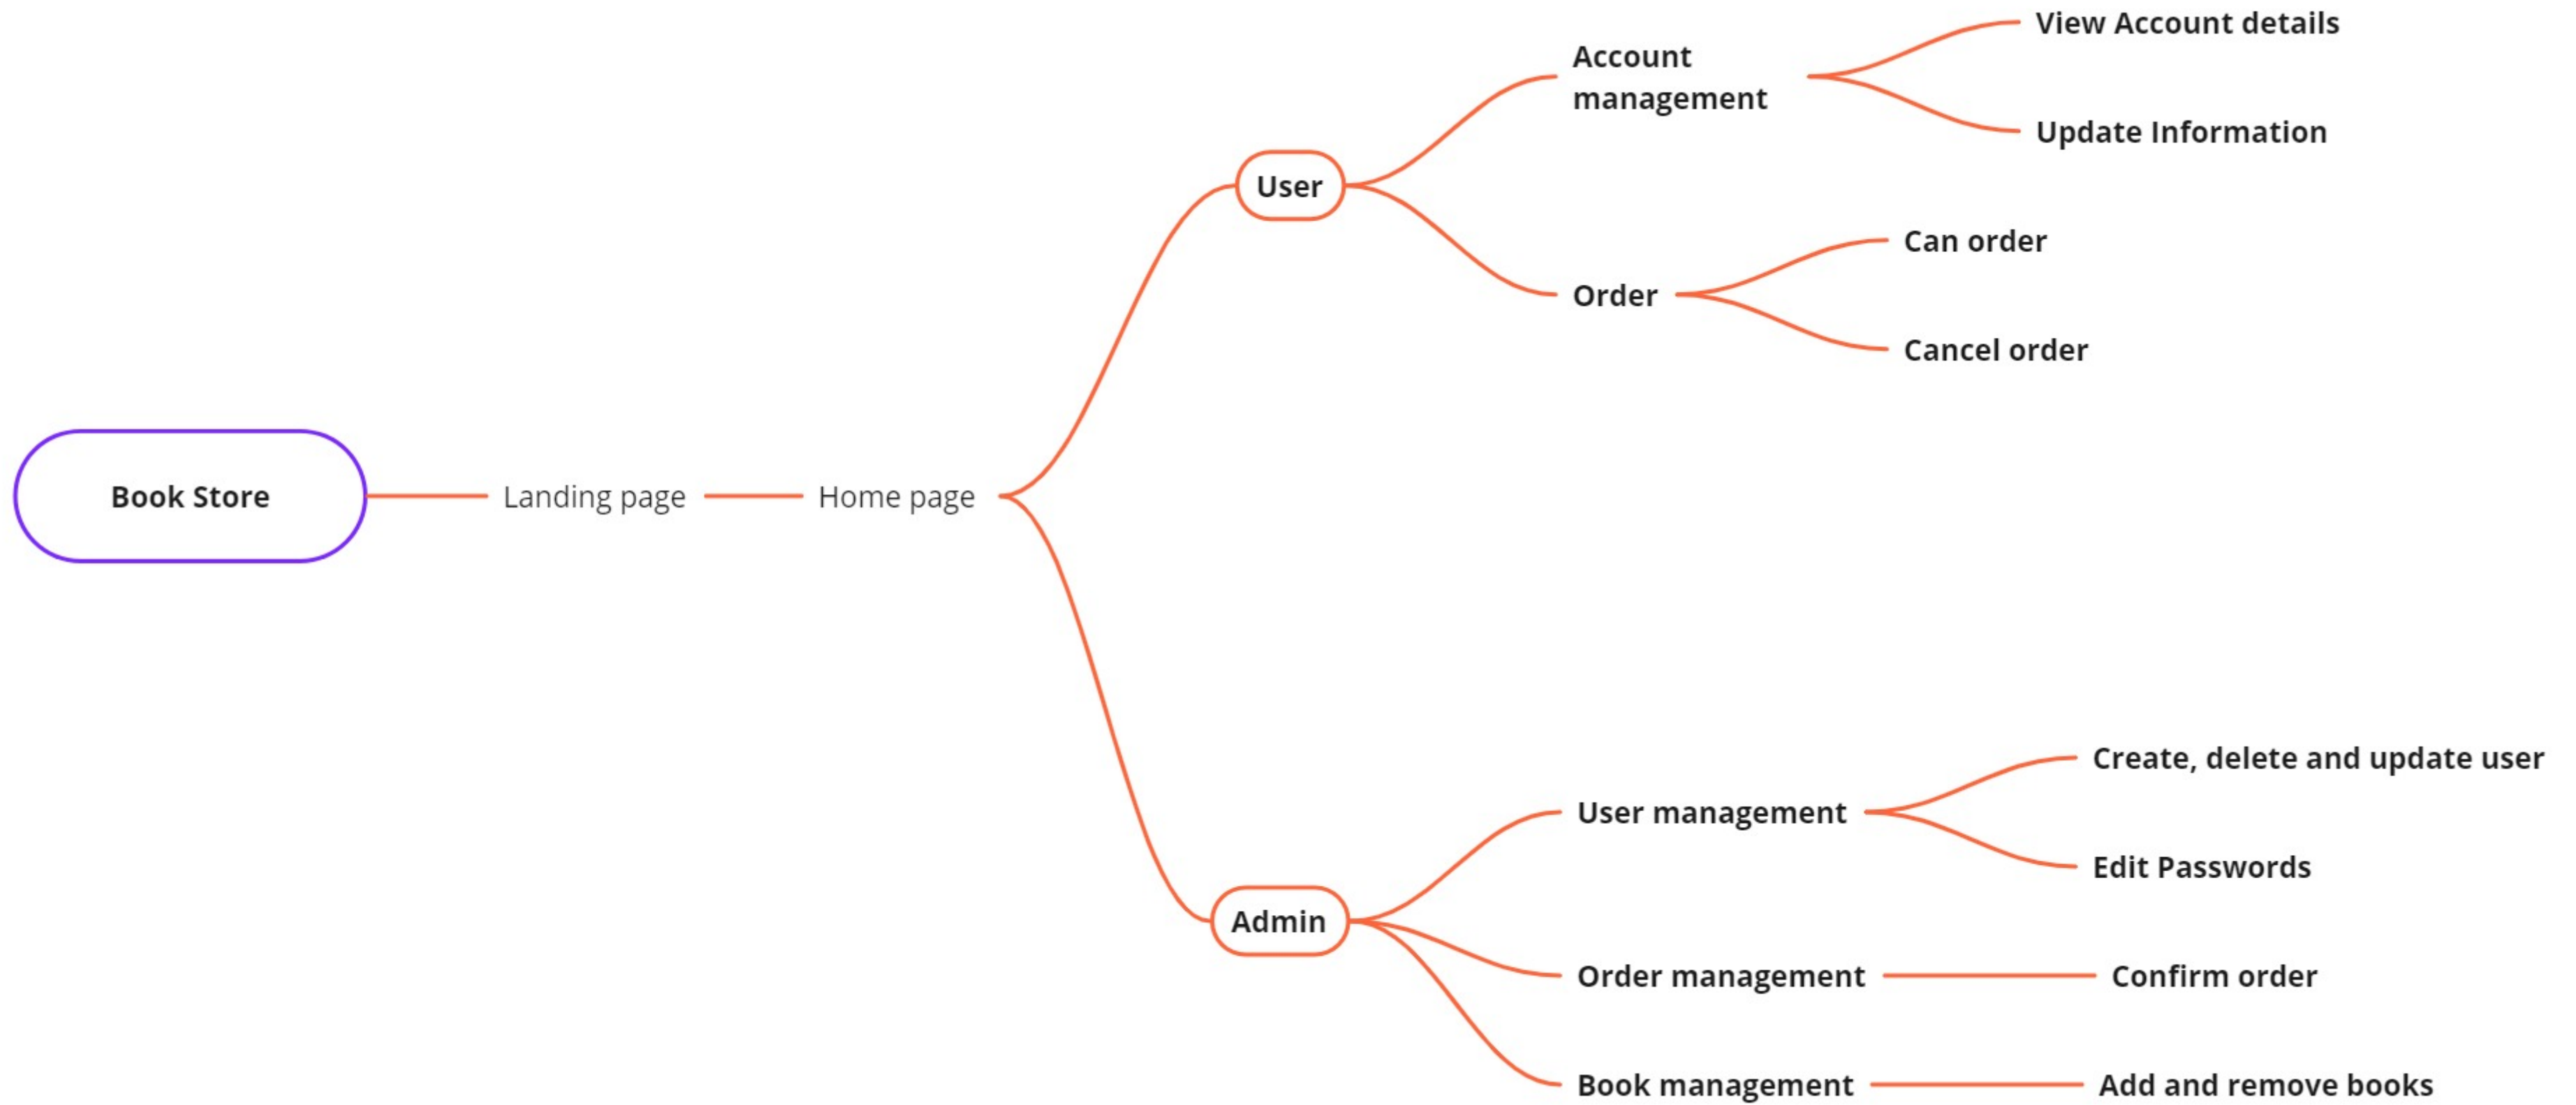 Book Store
Landing page
Home page
User
Account
management
View Account details
Update Information
Order
Can order
Cancel order
Admin
User management
Create, delete and update user
Edit Passwords
Order management
Confirm order
Book management
Add and remove books